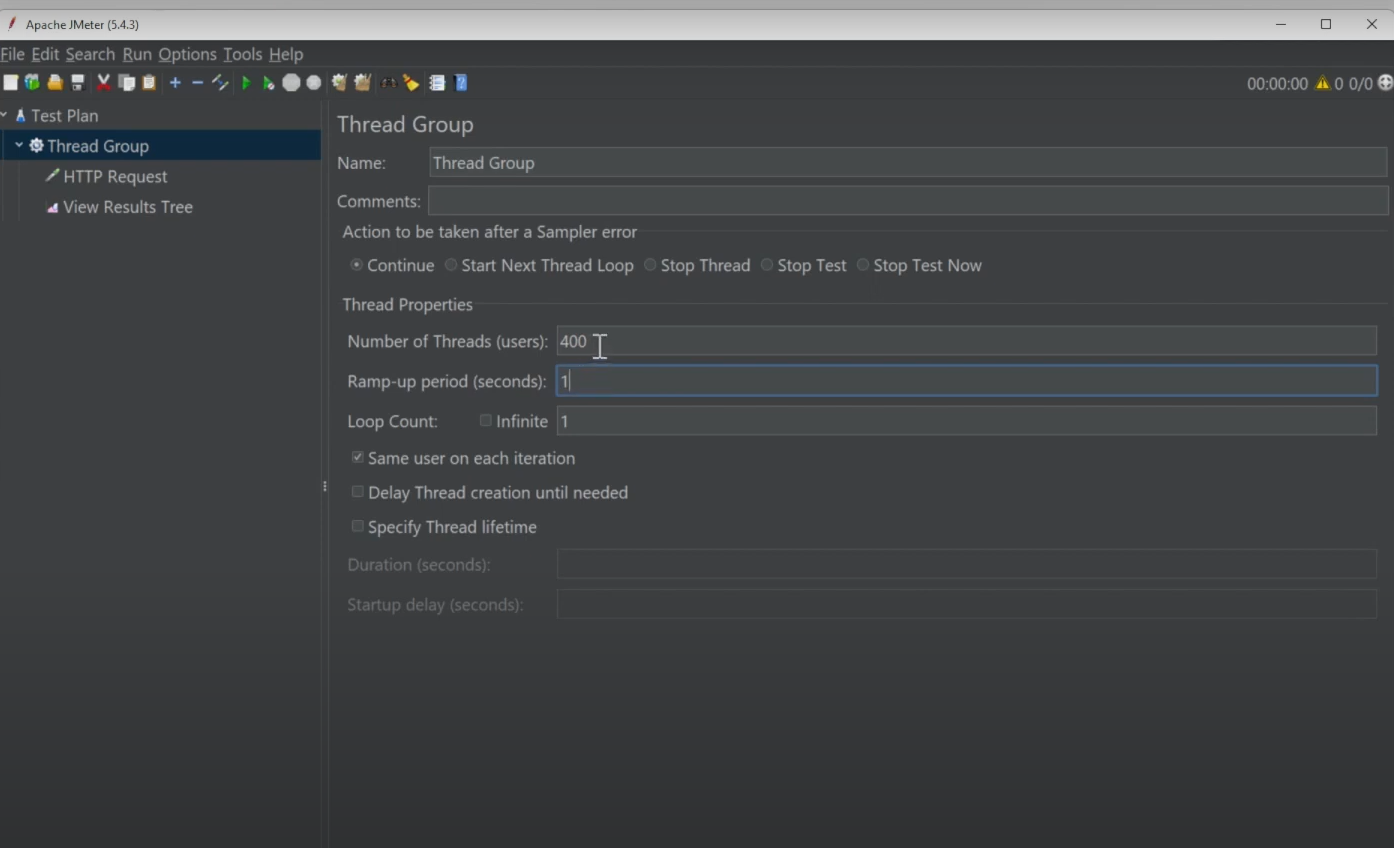 Apache JMeter (5.4.3)
File Edit Search Run Options Tools Help
00:00:00 0 0/0
Test Plan
Thread Group
HTTP Request
View Results Tree
Thread Group
Name: Thread Group
Comments:
Action to be taken after a Sampler error
Continue Start Next Thread Loop Stop Thread Stop Test Stop Test Now
Thread Properties
Number of Threads (users): 400
Ramp-up period (seconds): 1
Loop Count: Infinite 1
Same user on each iteration
Delay Thread creation until needed
Specify Thread lifetime
Duration (seconds):
Startup delay (seconds):